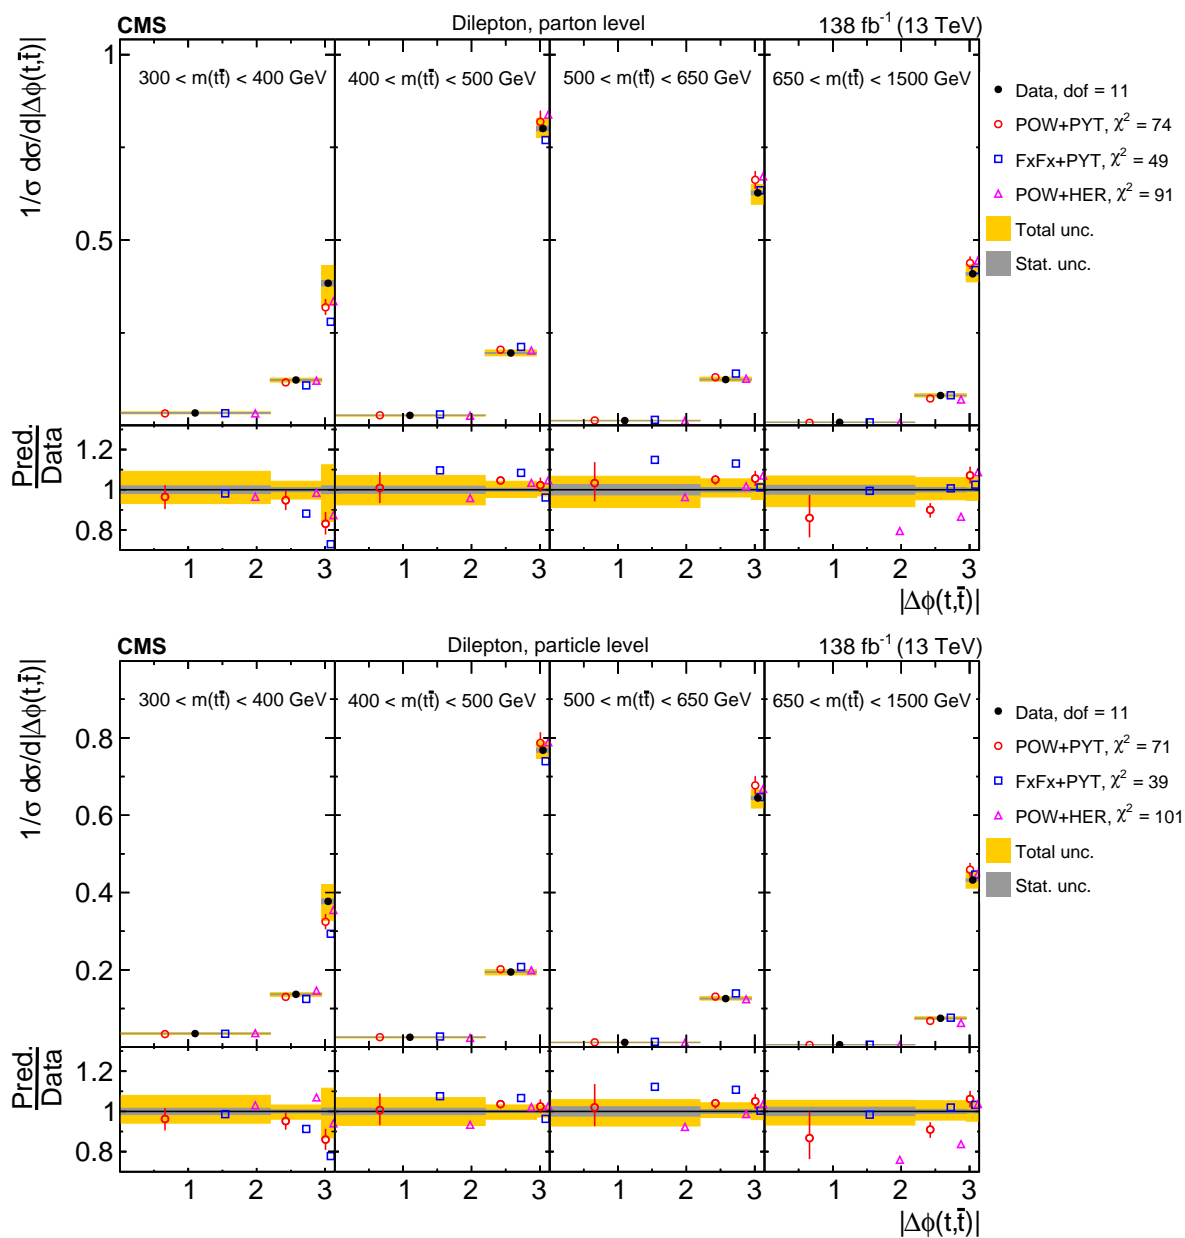 CMS Dilepton, parton level 138 fb⁻¹ (13 TeV)
1/σ dσ/d|Δϕ(t,t̄)|
1
0.5
300 < m(tt̄) < 400 GeV
400 < m(tt̄) < 500 GeV
500 < m(tt̄) < 650 GeV
650 < m(tt̄) < 1500 GeV
Data, dof = 11
POW+PYT, χ² = 74
FxFx+PYT, χ² = 49
POW+HER, χ² = 91
Total unc.
Stat. unc.
Pred.
Data
1.2
1
0.8
1 2 3 1 2 3 1 2 3 1 2 3
|Δϕ(t,t̄)|
CMS Dilepton, particle level 138 fb⁻¹ (13 TeV)
1/σ dσ/d|Δϕ(t,t̄)|
0.8
0.6
0.4
0.2
300 < m(tt̄) < 400 GeV
400 < m(tt̄) < 500 GeV
500 < m(tt̄) < 650 GeV
650 < m(tt̄) < 1500 GeV
Data, dof = 11
POW+PYT, χ² = 71
FxFx+PYT, χ² = 39
POW+HER, χ² = 101
Total unc.
Stat. unc.
Pred.
Data
1.2
1
0.8
1 2 3 1 2 3 1 2 3 1 2 3
|Δϕ(t,t̄)|